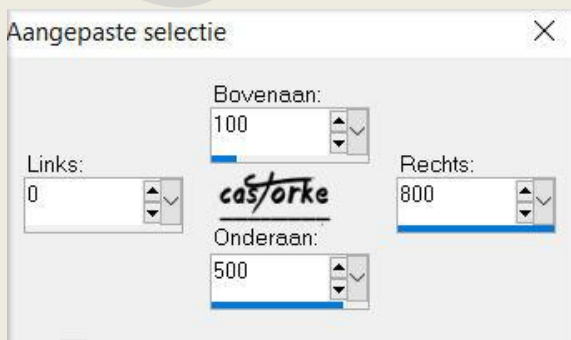 Aangepaste selectie
Bovenaan:
100
Links:
0
castorke
Rechts:
800
Onderaan:
500